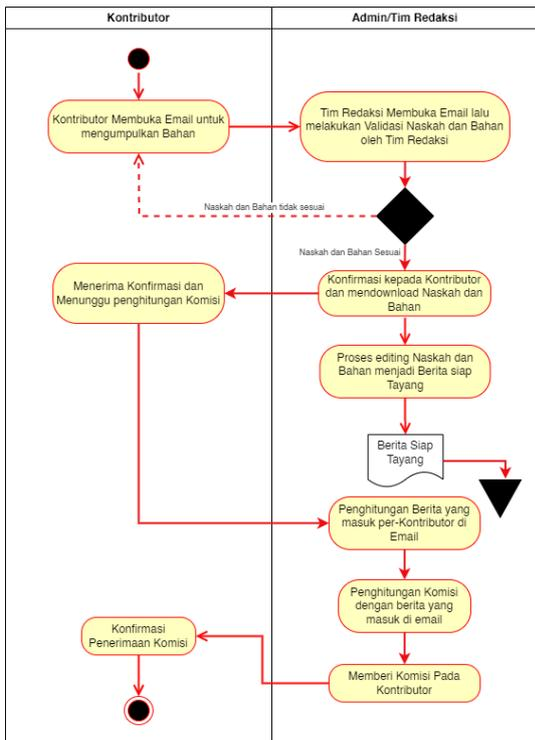 Kontributor
Admin/Tim Redaksi
Kontributor Membuka Email untuk
mengumpulkan Bahan
Tim Redaksi Membuka Email lalu
melakukan Validasi Naskah dan Bahan
oleh Tim Redaksi
Naskah dan Bahan tidak sesuai
Naskah dan Bahan Sesuai
Menerima Konfirmasi dan
Menunggu penghitungan Komisi
Konfirmasi kepada Kontributor
dan mendownload Naskah dan
Bahan
Proses editing Naskah dan
Bahan menjadi Berita siap
Tayang
Berita Siap
Tayang
Penghitungan Berita yang
masuk per-Kontributor di
Email
Penghitungan Komisi
dengan berita yang
masuk di email
Konfirmasi
Penerimaan Komisi
Memberi Komisi Pada
Kontributor